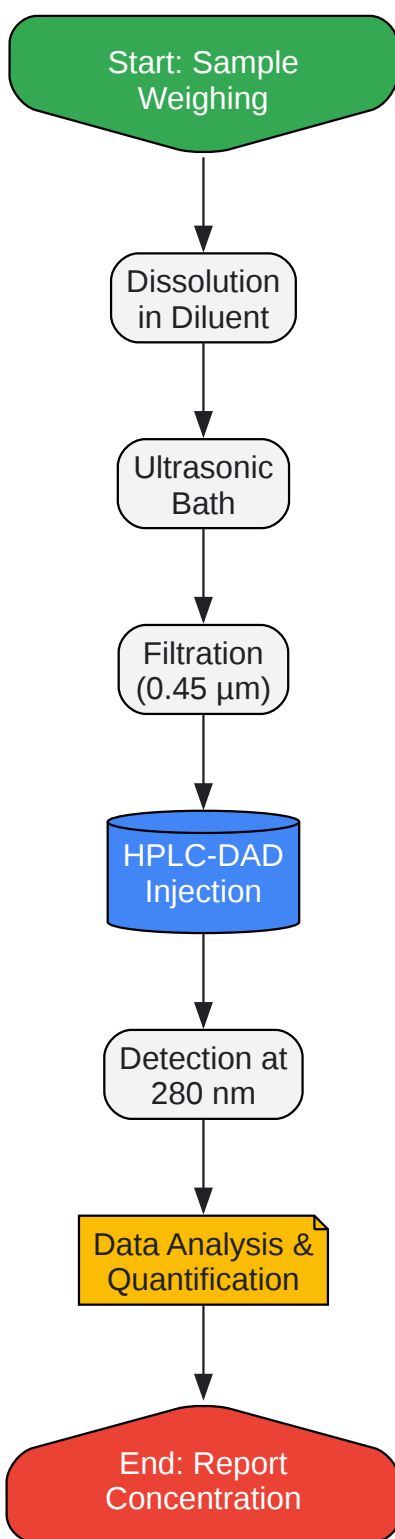 Start: Sample
Weighing
Dissolution
in Diluent
Ultrasonic
Bath
Filtration
(0.45 µm)
HPLC-DAD
Injection
Detection at
280 nm
Data Analysis &
Quantification
End: Report
Concentration